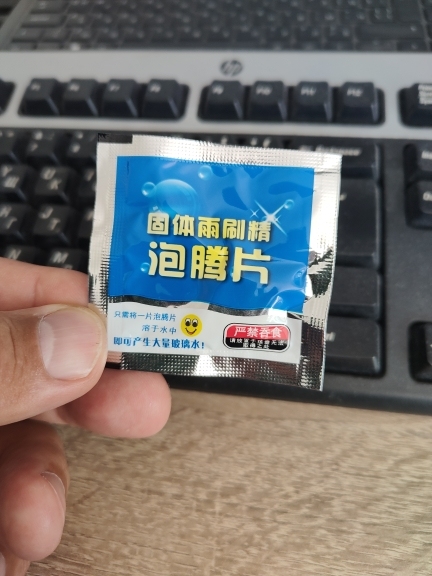 hp
固体雨刷精
泡腾片
只需将一片泡腾片
溶于水中
即可产生大量玻璃水!
严禁吞食